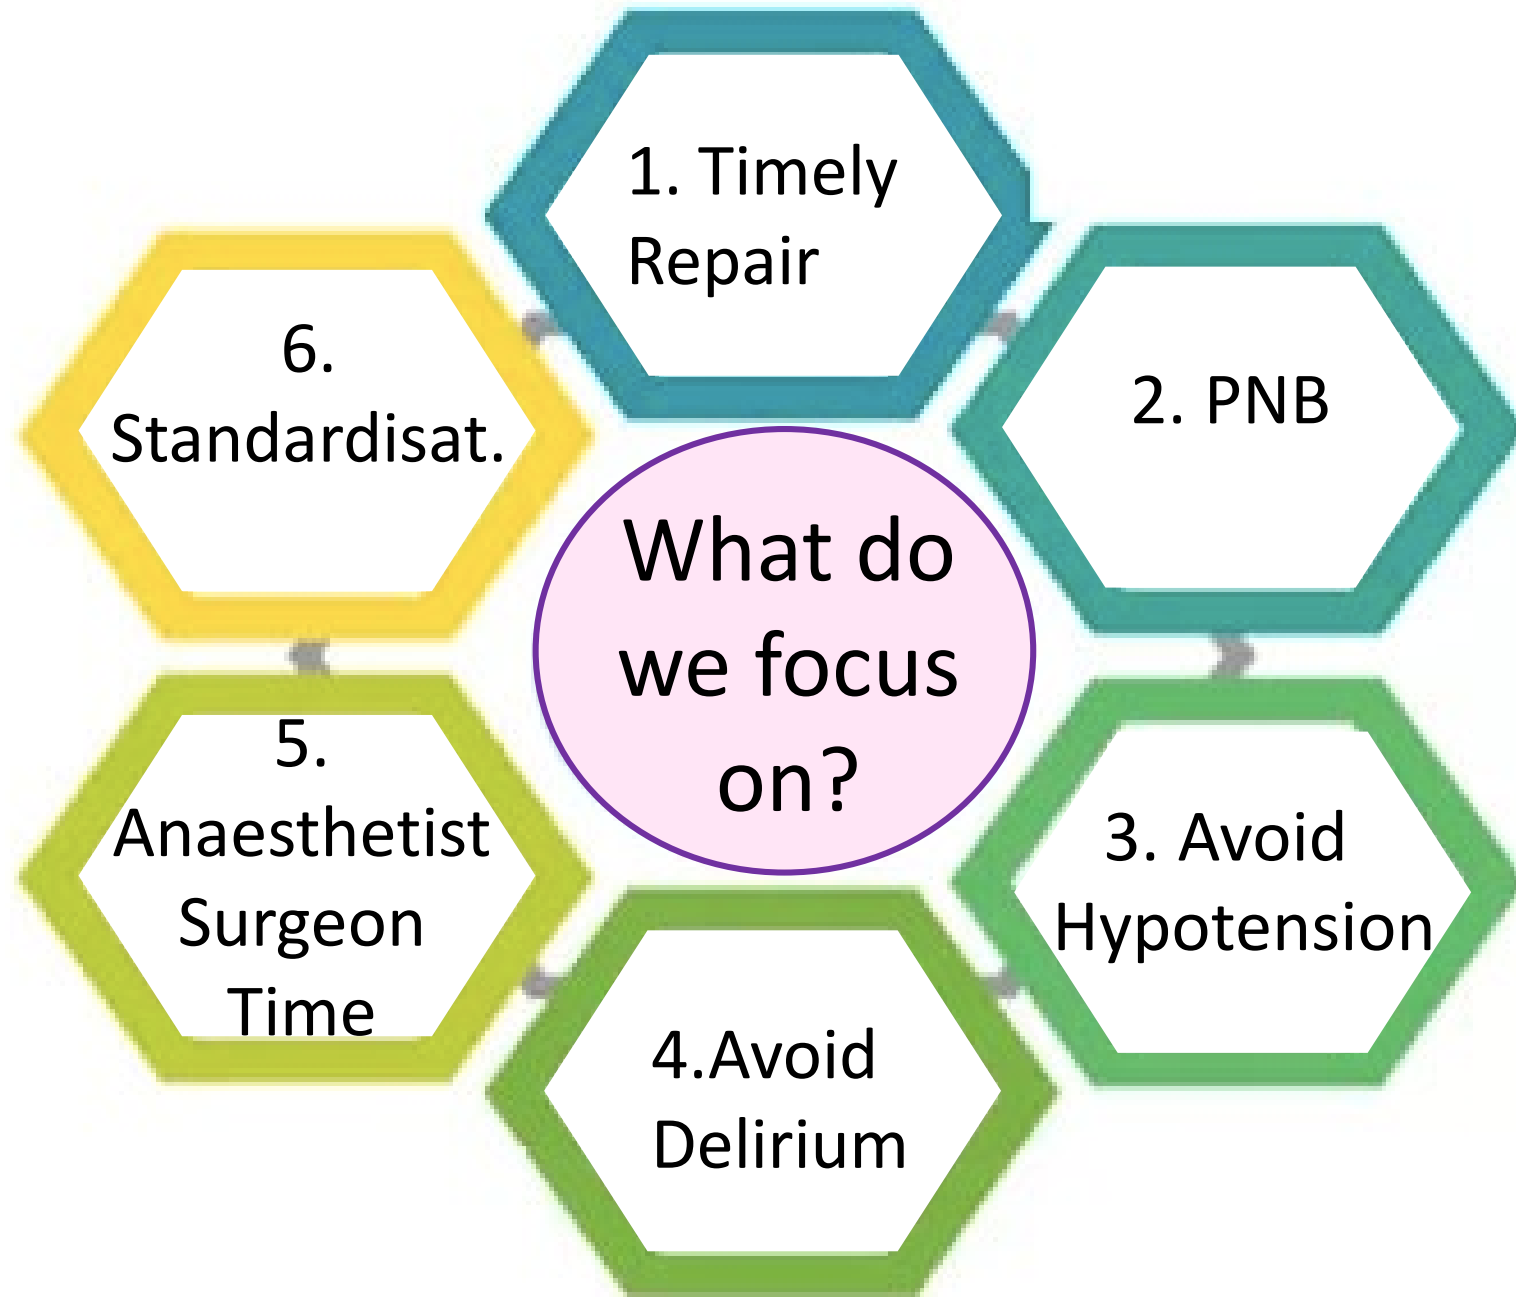 1. Timely
Repair
2. PNB
3. Avoid
Hypotension
4.Avoid
Delirium
5.
Anaesthetist
Surgeon
Time
6.
Standardisat.
What do
we focus
on?